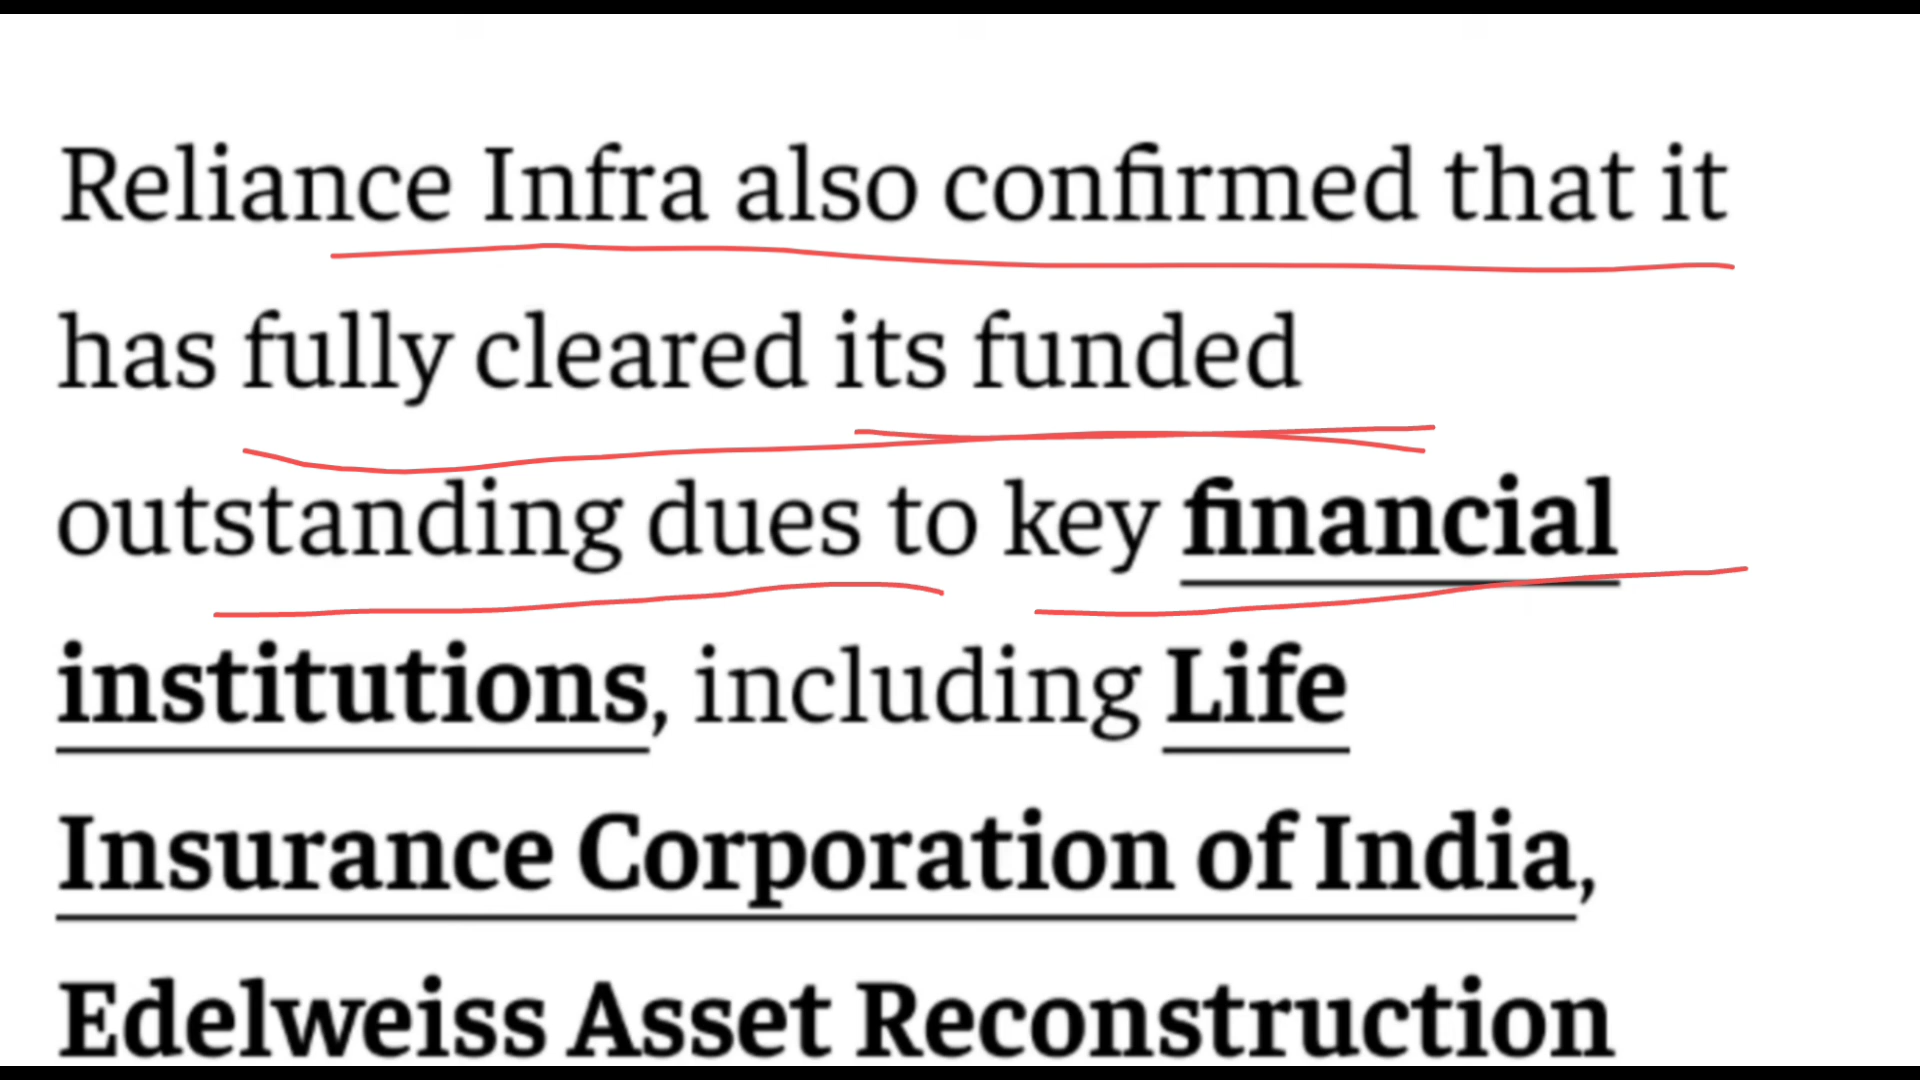 Reliance Infra also confirmed that it
has fully cleared its funded
outstanding dues to key financial
institutions, including Life
Insurance Corporation of India,
Edelweiss Asset Reconstruction